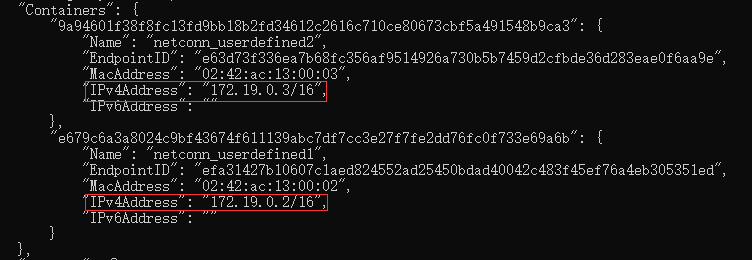 "Containers": {
"9a94601f38f8fc13fd9bb18b2fd34612c2616c710ce80673cbf5a491548b9ca3": {
"Name": "netconn_userdefined2",
"EndpointID": "e63d73f336ea7b68fc356af9514926a730b5b7459d2cfbde36d283eae0f6aa9e",
"MacAddress": "02:42:ac:13:00:03",
"IPv4Address": "172.19.0.3/16",
"IPv6Address": ""
},
"e679c6a3a8024c9bf43674f611139abc7df7cc3e27f7fe2dd76fc0f733e69a6b": {
"Name": "netconn_userdefined1",
"EndpointID": "efa31427b10607c1aed824552ad25450bdad40042c483f45ef76a4eb305351ed",
"MacAddress": "02:42:ac:13:00:02",
"IPv4Address": "172.19.0.2/16",
"IPv6Address": ""
}
},